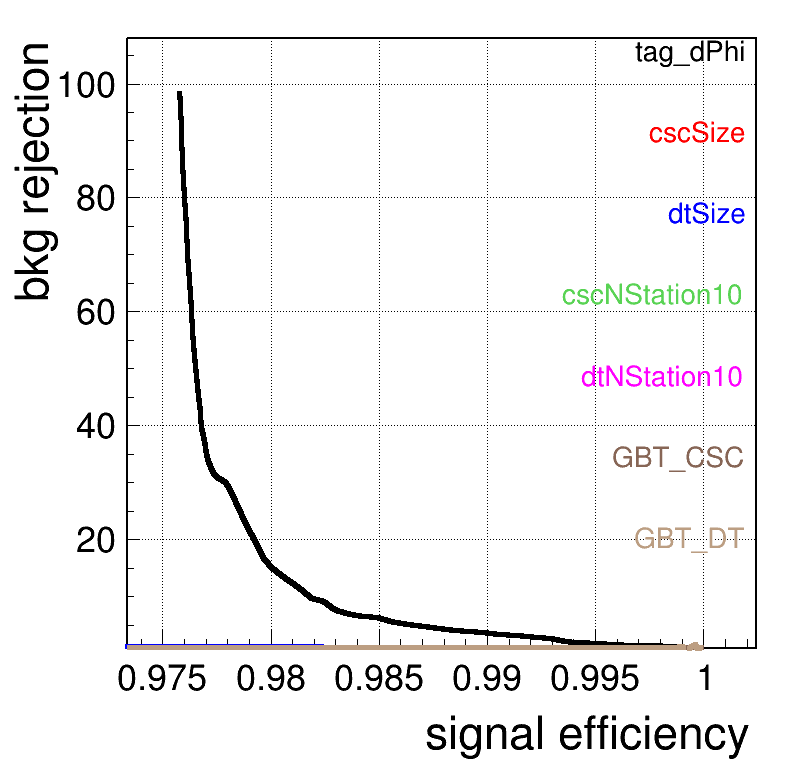 tag_dPhi
cscSize
dtSize
cscNStation10
dtNStation10
GBT_CSC
GBT_DT
bkg rejection
100
80
60
40
20
0.975 0.98 0.985 0.99 0.995 1
signal efficiency